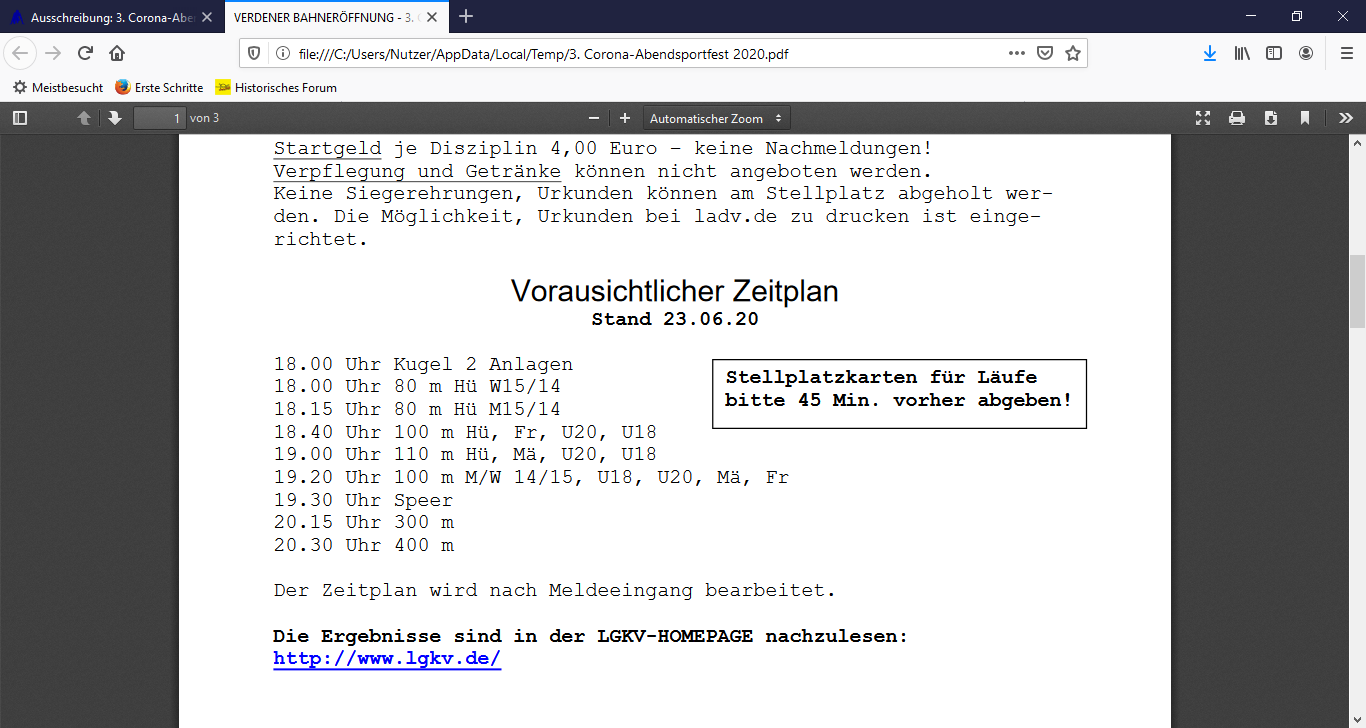 Ausschreibung: 3. Corona-Abe
VERDENER BAHNERÖFFNUNG - 3.
file:///C:/Users/Nutzer/AppData/Local/Temp/3. Corona-Abendsportfest 2020.pdf
Meistbesucht Erste Schritte Historisches Forum
1 von 3 Automatischer Zoom
Startgeld je Disziplin 4,00 Euro – keine Nachmeldungen!
Verpflegung und Getränke können nicht angeboten werden.
Keine Siegerehrungen, Urkunden können am Stellplatz abgeholt wer-
den. Die Möglichkeit, Urkunden bei ladv.de zu drucken ist einge-
richtet.
Vorausichtlicher Zeitplan
Stand 23.06.20
18.00 Uhr Kugel 2 Anlagen
18.00 Uhr 80 m Hü W15/14
18.15 Uhr 80 m Hü M15/14
18.40 Uhr 100 m Hü, Fr, U20, U18
19.00 Uhr 110 m Hü, Mä, U20, U18
19.20 Uhr 100 m M/W 14/15, U18, U20, Mä, Fr
19.30 Uhr Speer
20.15 Uhr 300 m
20.30 Uhr 400 m
Stellplatzkarten für Läufe
bitte 45 Min. vorher abgeben!
Der Zeitplan wird nach Meldeeingang bearbeitet.
Die Ergebnisse sind in der LGKV-HOMEPAGE nachzulesen:
http://www.lgkv.de/